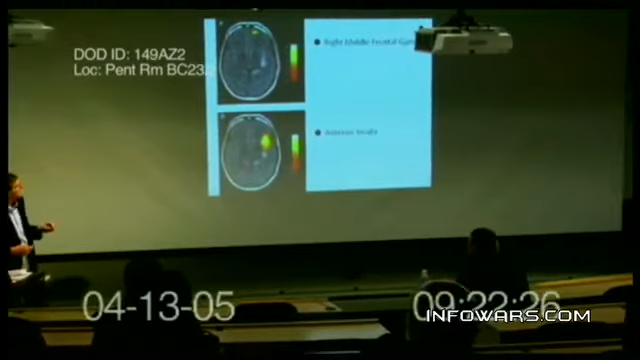 DOD ID: 149AZ2
Loc: Pent Rm BC23
Right Middle Frontal
Anterior Insula
04-13-05
09:22:26
INFOWARS.COM